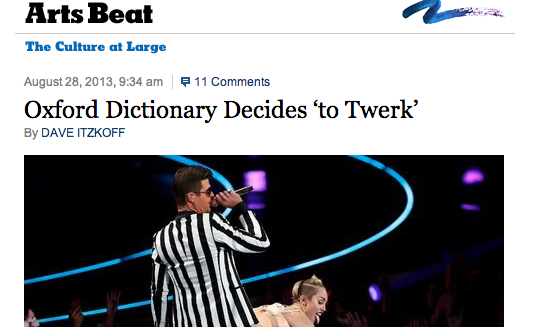 Arts Beat
The Culture at Large
August 28, 2013, 9:34 am 11 Comments
Oxford Dictionary Decides ‘to Twerk’
By DAVE ITZKOFF